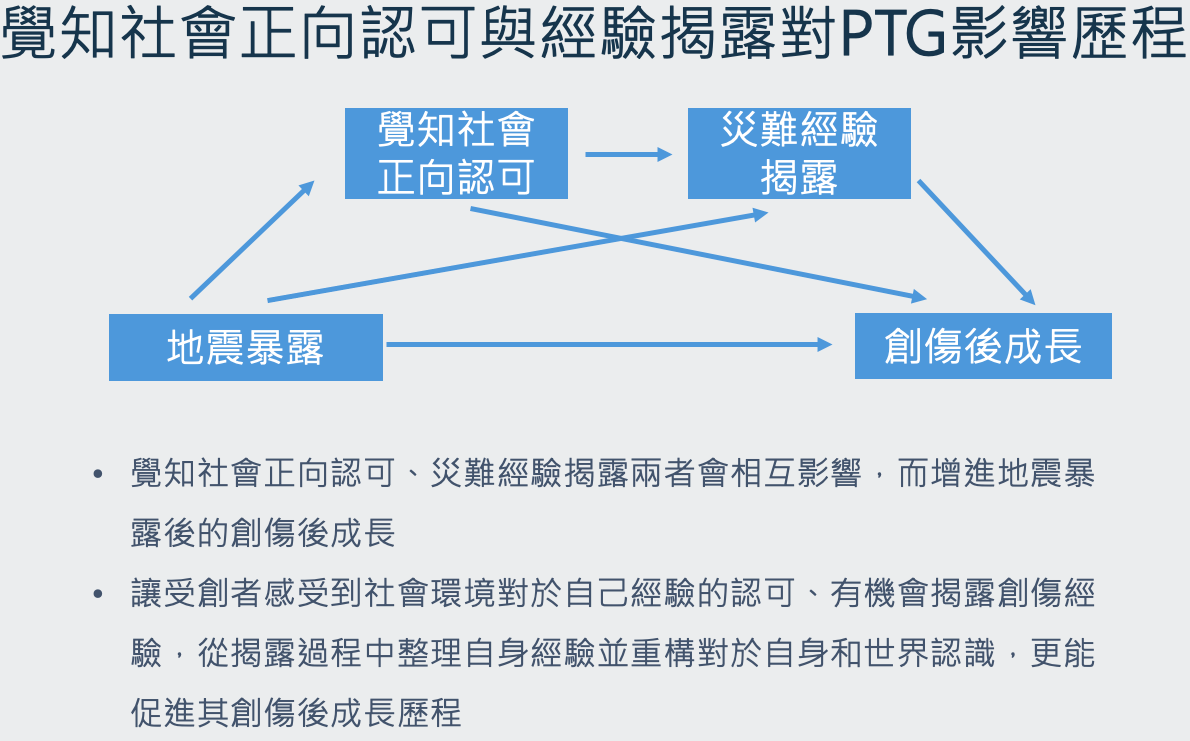 覺知社會正向認可與經驗揭露對PTG影響歷程
覺知社會
正向認可
災難經驗
揭露
地震暴露
創傷後成長
• 覺知社會正向認可、災難經驗揭露兩者會相互影響，而增進地震暴
露後的創傷後成長
• 讓受創者感受到社會環境對於自己經驗的認可、有機會揭露創傷經
驗，從揭露過程中整理自身經驗並重構對於自身和世界認識，更能
促進其創傷後成長歷程